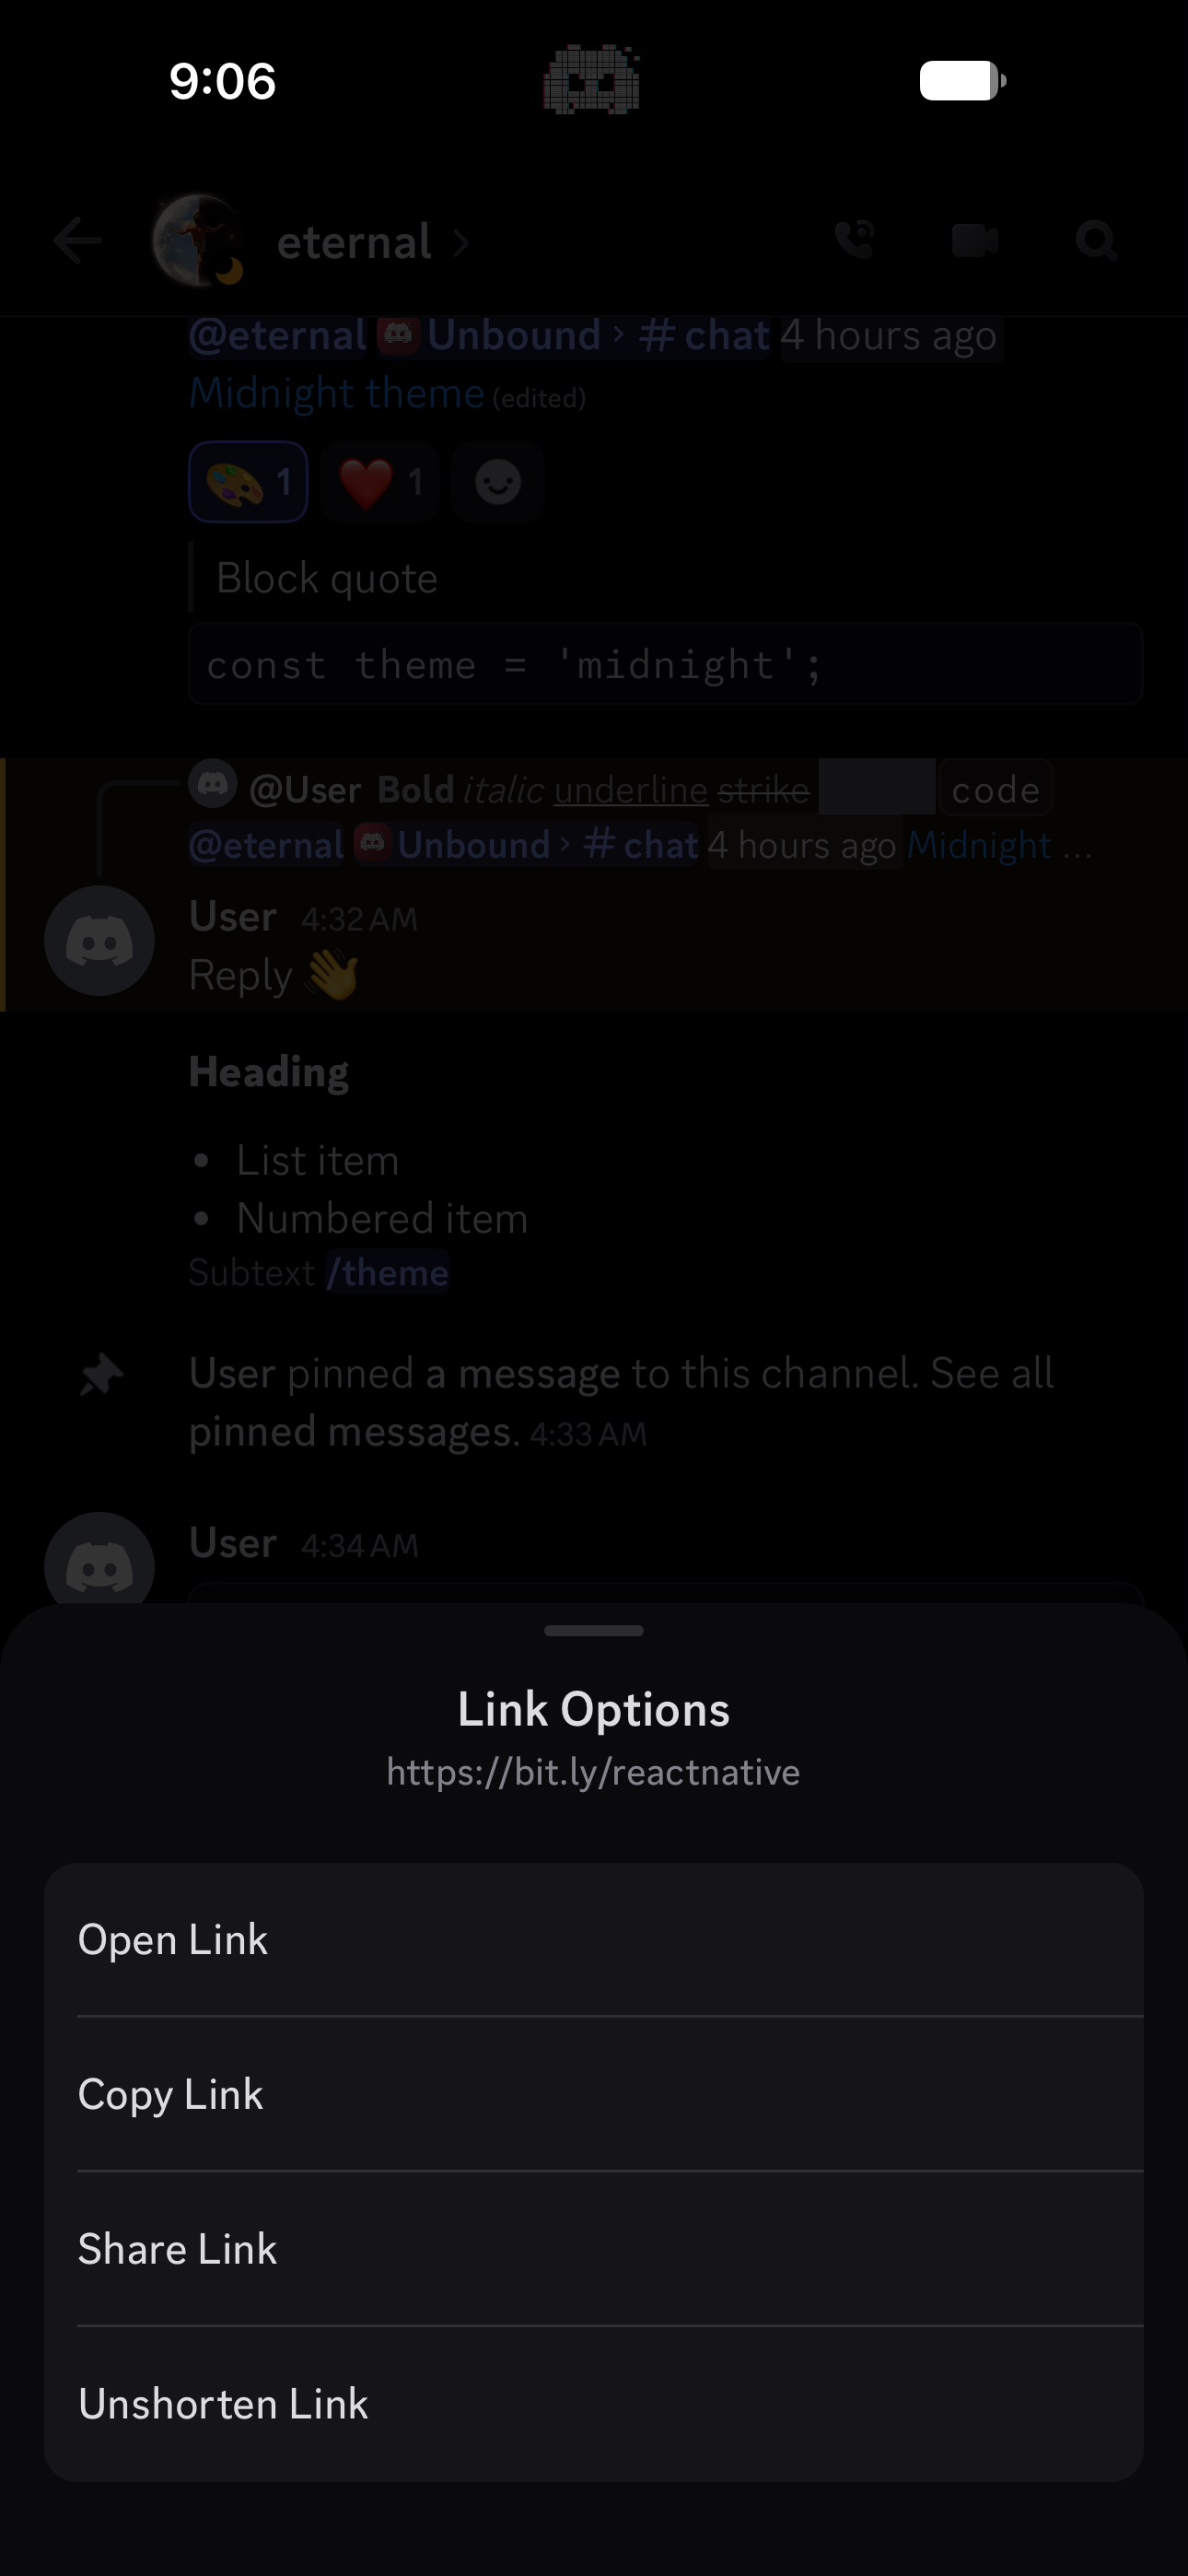 9:06
eternal
@eternal Unbound › # chat 4 hours ago
Midnight theme (edited)
1 1
Block quote
const theme = 'midnight';
@User Bold italic underline strike code
@eternal Unbound › # chat 4 hours ago Midnight ...
User 4:32 AM
Reply
Heading
• List item
• Numbered item
Subtext /theme
User pinned a message to this channel. See all
pinned messages. 4:33 AM
User 4:34 AM
Link Options
https://bit.ly/reactnative
Open Link
Copy Link
Share Link
Unshorten Link